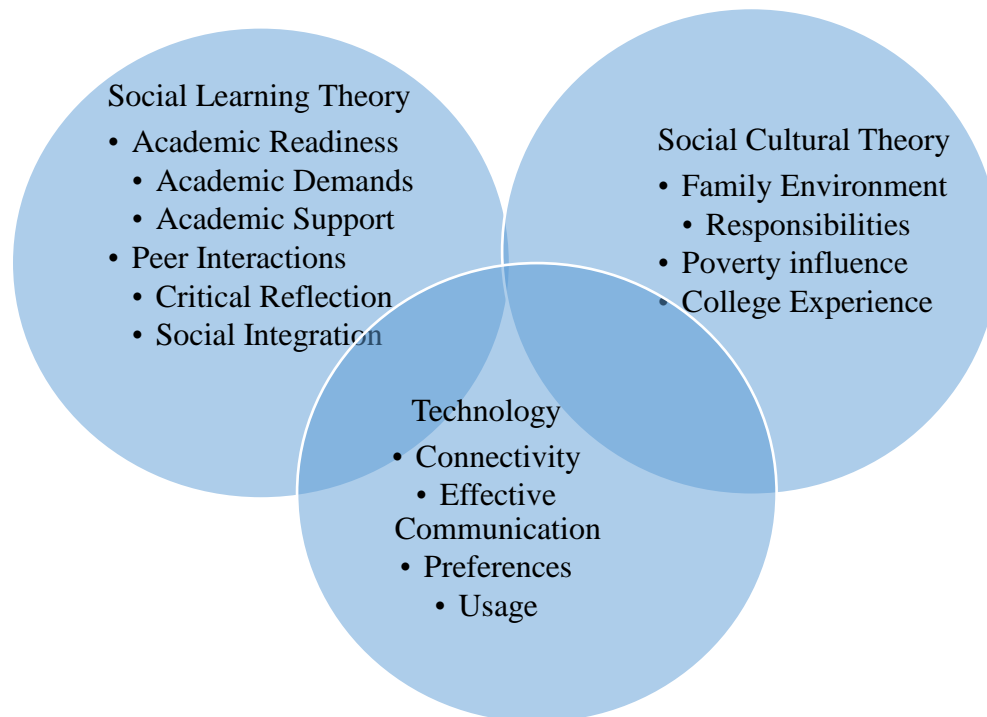 Social Learning Theory
• Academic Readiness
• Academic Demands
• Academic Support
• Peer Interactions
• Critical Reflection
• Social Integration
Social Cultural Theory
• Family Environment
• Responsibilities
• Poverty influence
• College Experience
Technology
• Connectivity
• Effective
Communication
• Preferences
• Usage